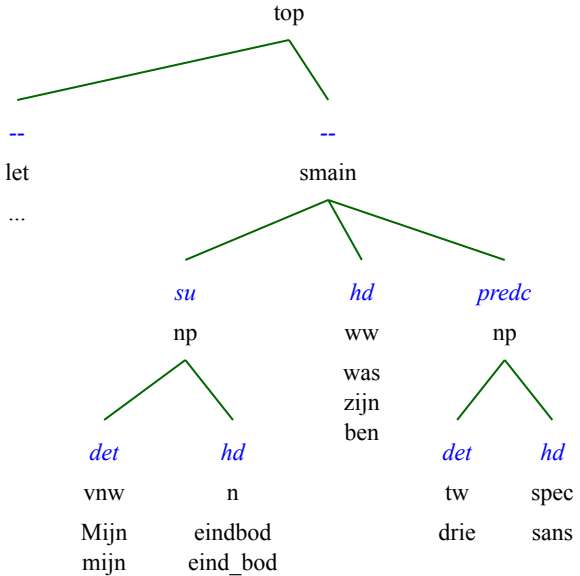 top
-- --
let smain
...
su hd predc
np ww np
was
zijn
ben
det hd det hd
vnw n tw spec
Mijn eindbod drie sans
mijn eind_bod